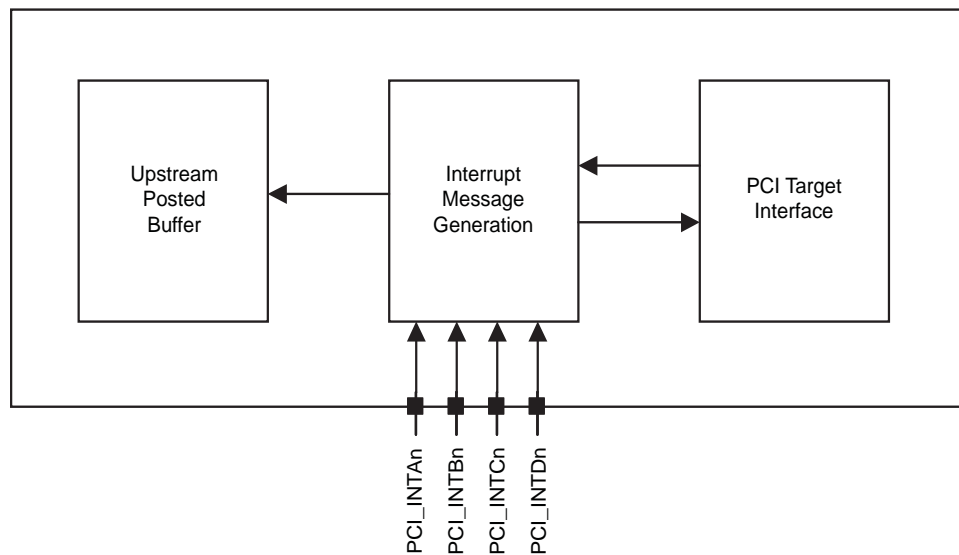 Upstream
Posted
Buffer
Interrupt
Message
Generation
PCI Target
Interface
PCI_INTAn
PCI_INTBn
PCI_INTCn
PCI_INTDn